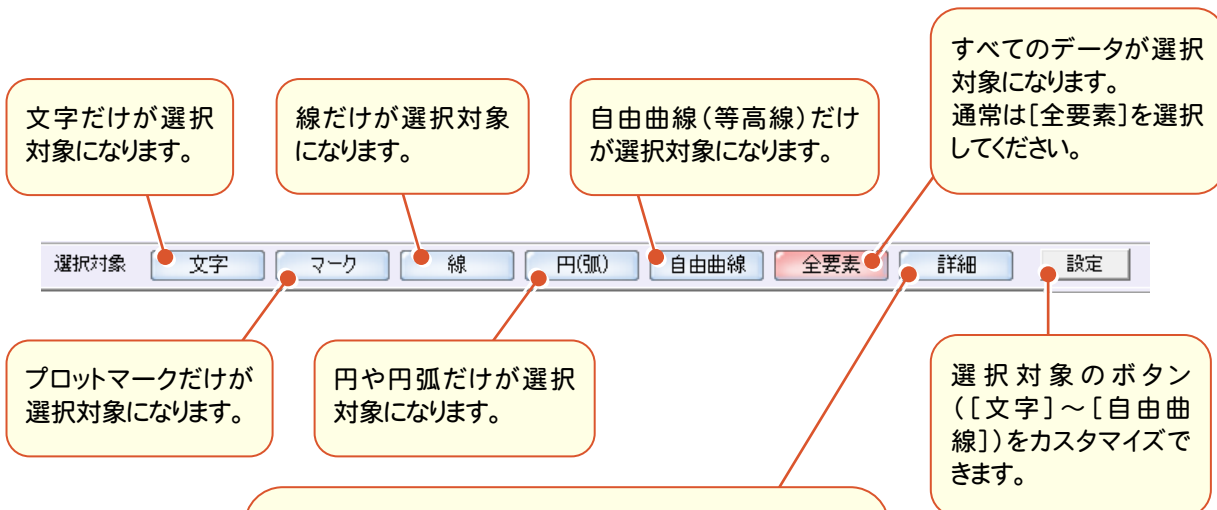 すべてのデータが選択
対象になります。
通常は[全要素]を選択
してください。
文字だけが選択
対象になります。
線だけが選択対象
になります。
自由曲線(等高線)だけ
が選択対象になります。
選択対象 文字 マーク 線 円(弧) 自由曲線 全要素 詳細 設定
プロットマークだけが
選択対象になります。
円や円弧だけが選択
対象になります。
選択対象のボタン
([文字]～[自由曲
線])をカスタマイズで
きます。